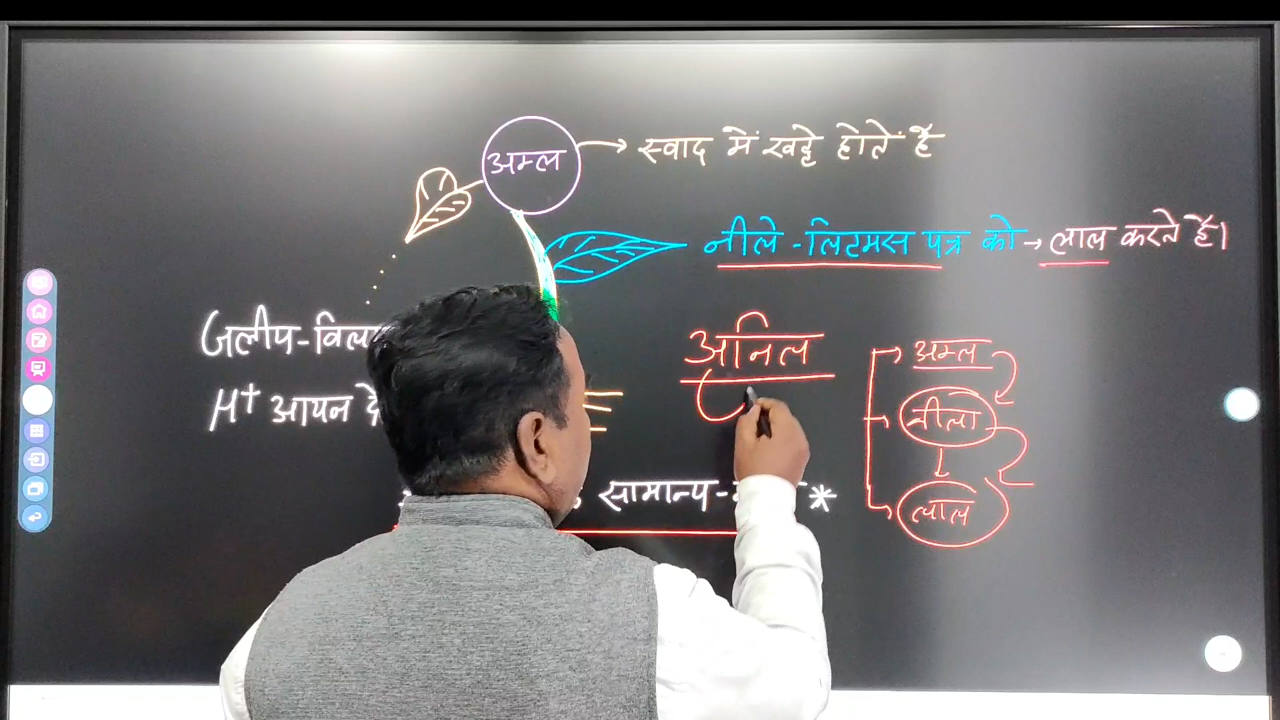 अम्ल → स्वाद में खट्टे होतें हैं
नीले - लिटमस पत्र को → लाल करते हैं।
जलीय-
H+ आयन
अनिल
अम्ल
नीला
लाल
सामान्य- *